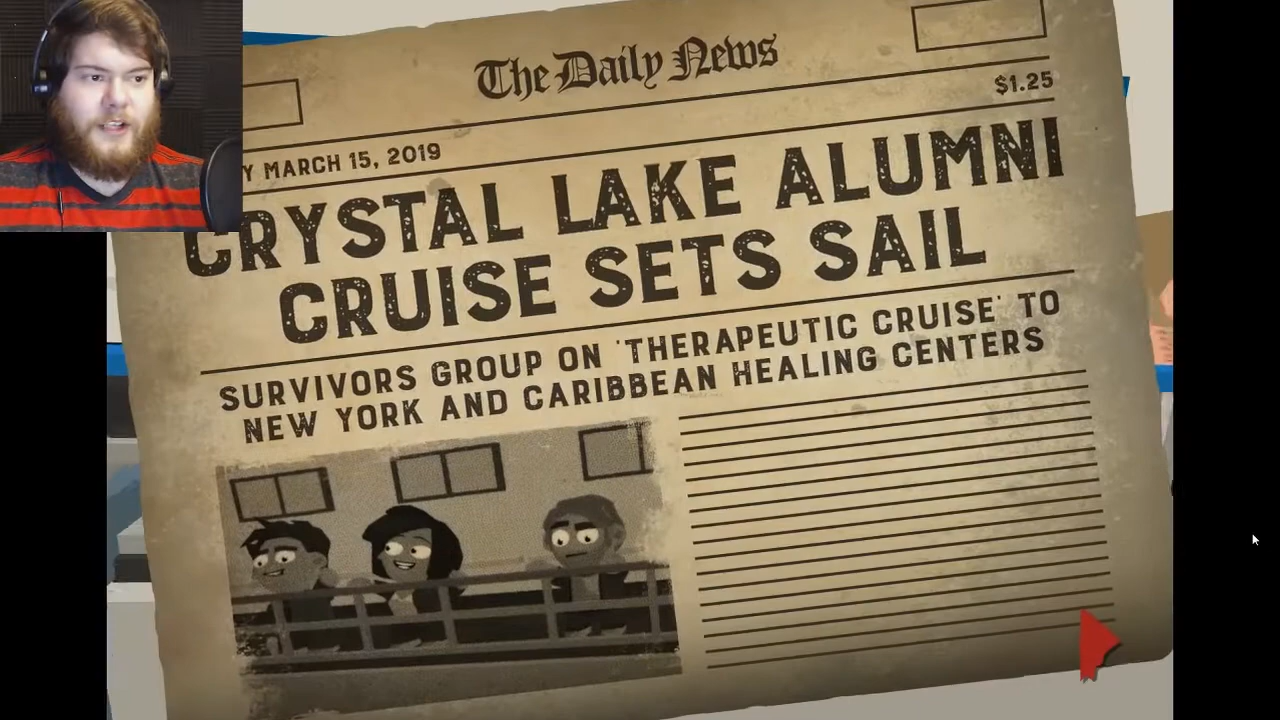 The Daily News
$1.25
Y MARCH 15, 2019
CRYSTAL LAKE ALUMNI
CRUISE SETS SAIL
SURVIVORS GROUP ON 'THERAPEUTIC CRUISE' TO
NEW YORK AND CARIBBEAN HEALING CENTERS